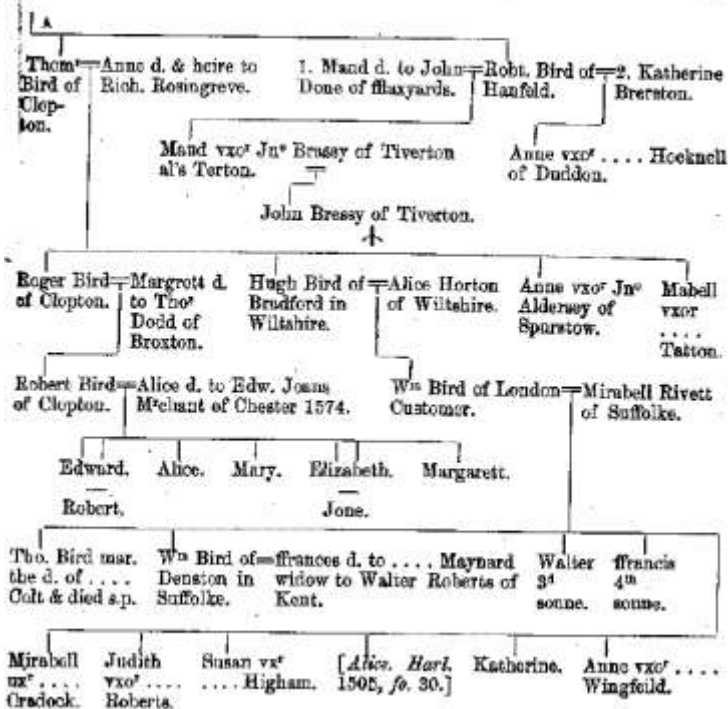 A
Thomˢ Bird of Clopton. = Anne d. & heire to Rich. Rosingreve.
1. Maud d. to John Done of fflaxyards. = Robt. Bird of Hanfeld. = 2. Katherine Brerston.
Maud vxoʳ Jnº Bressy of Tiverton al's Terton.
Anne vxoʳ .... Hocknell of Duddon.
John Bressy of Tiverton.
Roger Bird of Clopton. = Margrett d. to Thoˢ Dodd of Broxton.
Hugh Bird of Bradford in Wiltshire. = Alice Horton of Wiltshire.
Anne vxoʳ Jnº Aldersey of Sparstow.
Mabell vxor .... Tatton.
Robert Bird of Clopton. = Alice d. to Edw. Joans Mʳchant of Chester 1574.
Wᵐ Bird of London Customer. = Mirabell Rivett of Suffolke.
Edward. Alice. Mary. Elizabeth. Margarett.
Robert. Jone.
Tho. Bird mar. the d. of .... Colt & died s.p.
Wᵐ Bird of Denston in Suffolke. = ffrances d. to .... Maynard widow to Walter Roberts of Kent.
Walter 3ᵈ sonne.
ffrancis 4ᵗʰ sonne.
Mirabell uxʳ .... Cradock.
Judith vxoʳ .... Roberts.
Susan vxʳ .... Higham.
[Alice. Harl. 1505, fo. 30.]
Katherine.
Anne vxoʳ .... Wingfeild.